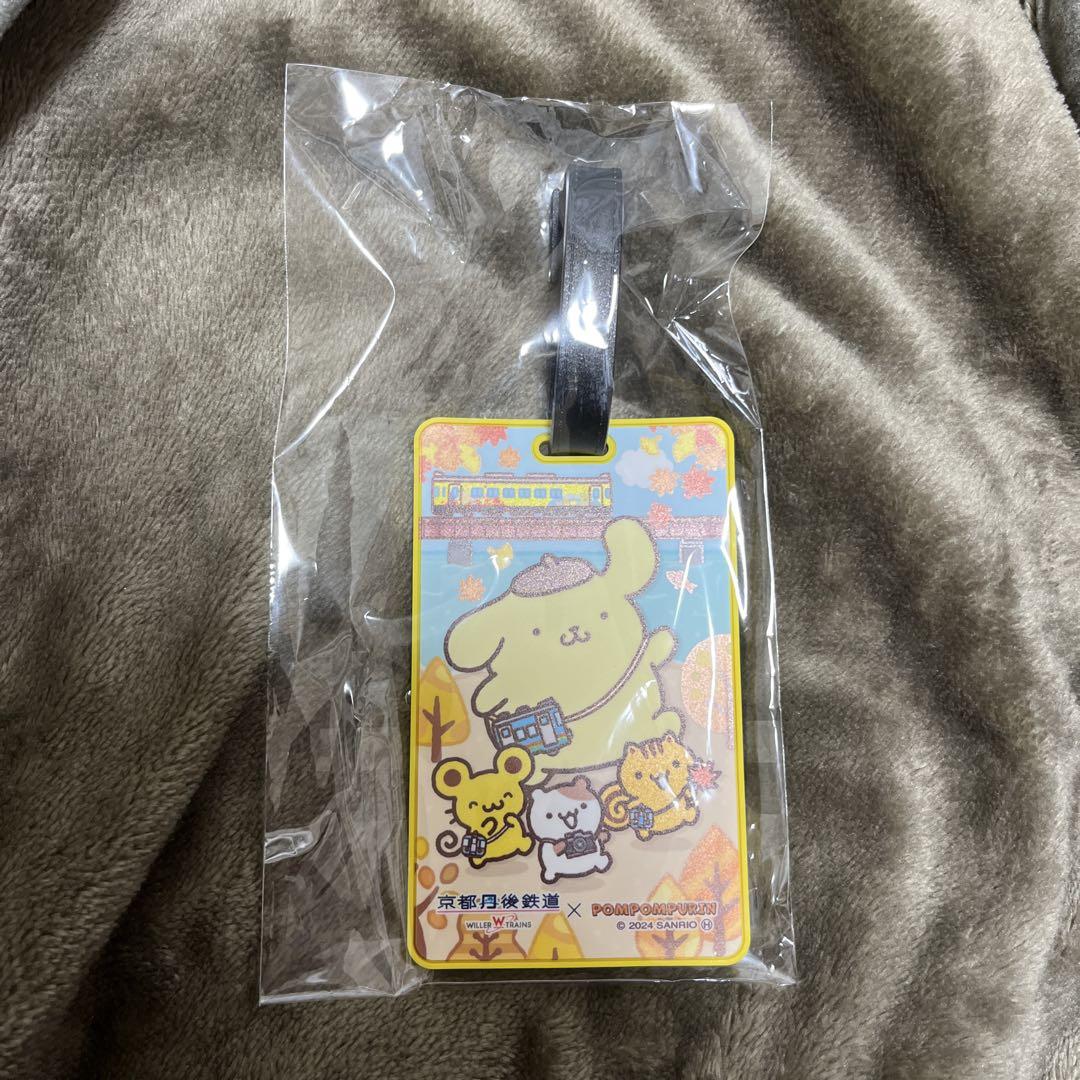 京都丹後鉄道 × POMPOMPURIN
WILLER TRAINS © 2024 SANRIO Ⓗ